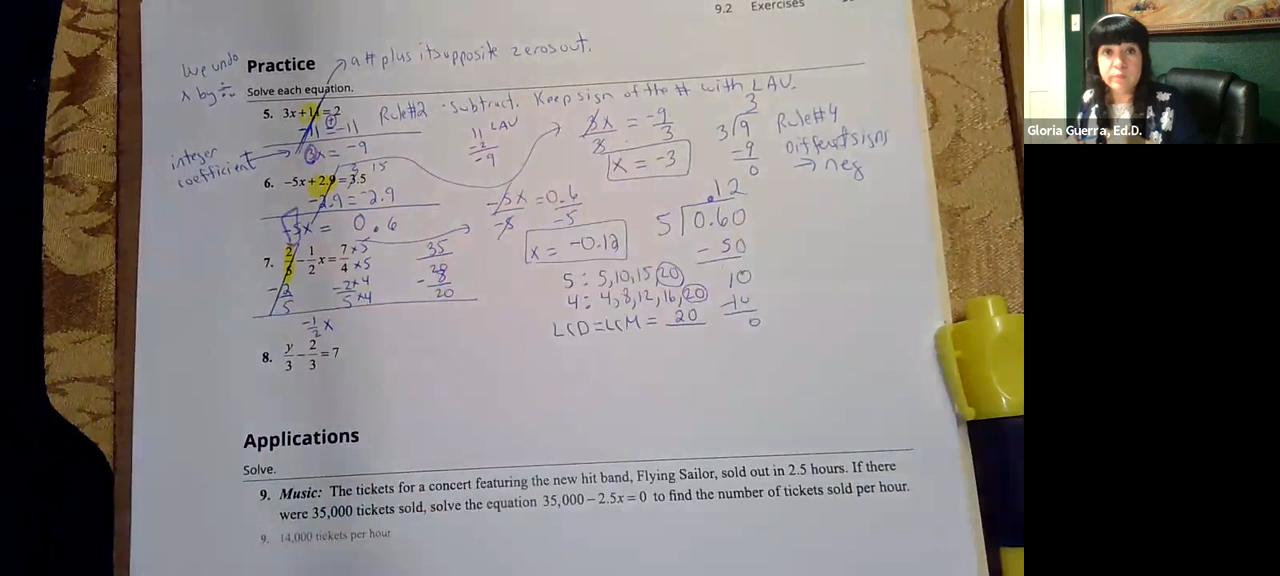 9.2 Exercises
a # plus its opposite zeros out.
We undo
x by ÷.
Practice
Solve each equation.
Rule #2 - Subtract. Keep sign of the # with LAV.
5. 3x + 11 = 2
-11 -11
3x = -9
integer
coefficient
11 LAV
-2
-9
3x = -9
3 3
x = -3
3
3)9
-9
0
Rule #4
Different signs
→ neg
6. −5x + 2.9 = 3.5
-2.9 = -2.9
-5x = 0.6
-5x = 0.6
-5 -5
x = -0.12
.12
5)0.60
- 50
10
-10
0
7. 2/5 − 1/2 x = 7/4
x5
x5
-2/5
-2x4
5x4
35
20
- 8
20
-1/2 x
5: 5, 10, 15, 20
4: 4, 8, 12, 16, 20
LCD = LCM = 20
8. y/3 − 2/3 = 7
Applications
Solve.
9. Music: The tickets for a concert featuring the new hit band, Flying Sailor, sold out in 2.5 hours. If there
were 35,000 tickets sold, solve the equation 35,000 − 2.5x = 0 to find the number of tickets sold per hour.
9. 14,000 tickets per hour
Gloria Guerra, Ed.D.